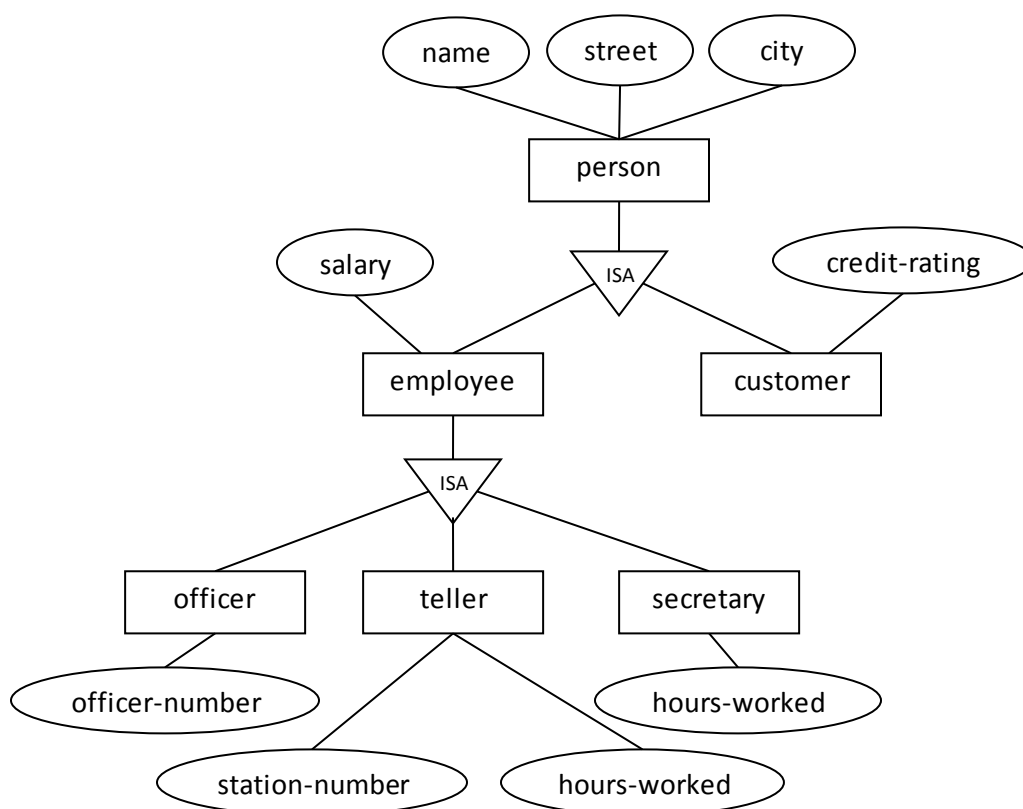 name
street
city
person
salary
ISA
credit-rating
employee
customer
ISA
officer
teller
secretary
officer-number
hours-worked
station-number
hours-worked